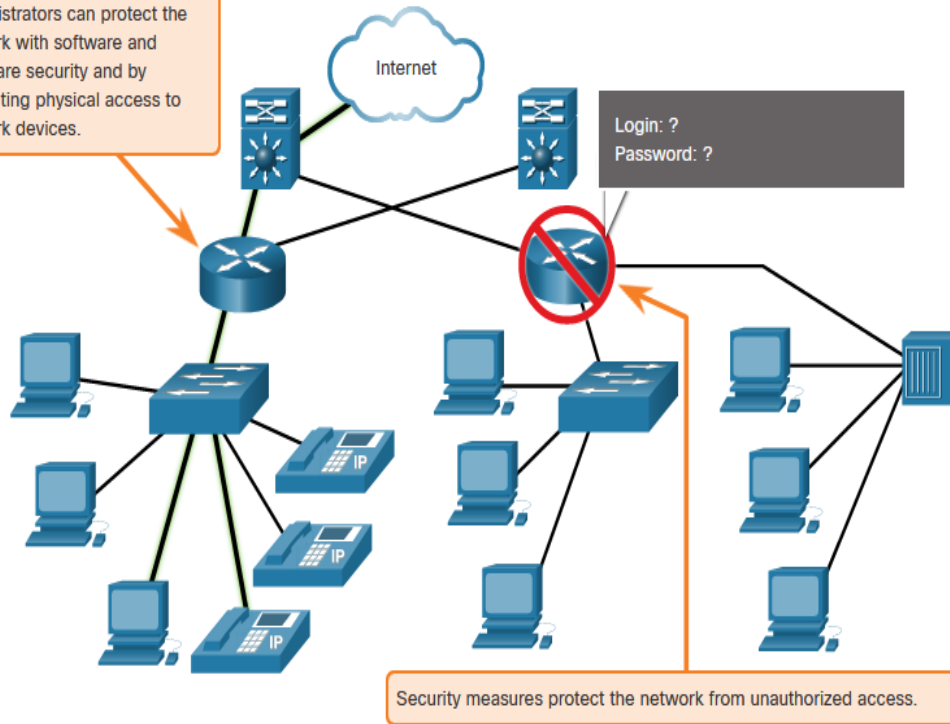 istrators can protect the
rk with software and
are security and by
ting physical access to
rk devices.
Internet
Login: ?
Password: ?
IP
IP
IP
Security measures protect the network from unauthorized access.